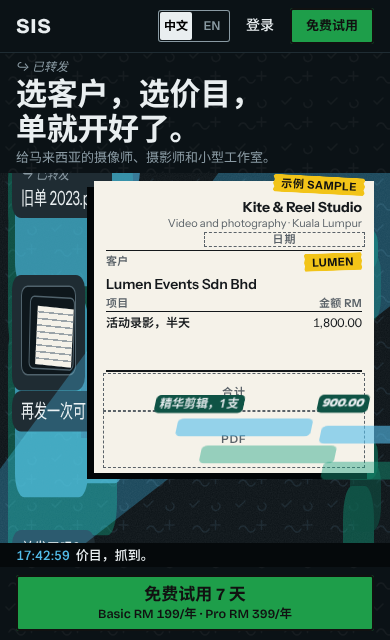 SIS
中文 EN 登录 免费试用
↪ 已转发
选客户，选价目，
单就开好了。
给马来西亚的摄像师、摄影师和小型工作室。
已转发
旧单 2023.p
示例 SAMPLE
Kite & Reel Studio
Video and photography · Kuala Lumpur
日期
客户 LUMEN
Lumen Events Sdn Bhd
项目 金额 RM
活动录影，半天 1,800.00
合计
精华剪辑，1支 900.00
再发一次可
PDF
17:42:59 价目，抓到。
免费试用 7 天
Basic RM 199/年 · Pro RM 399/年